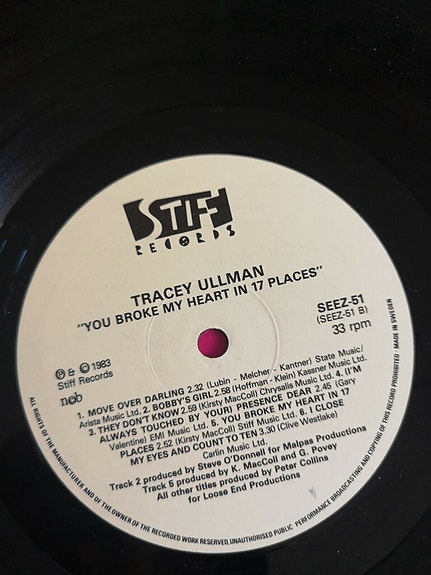 STIFF
RECORDS
TRACEY ULLMAN
"YOU BROKE MY HEART IN 17 PLACES"
SEEZ-51
(SEEZ-51 B)
33 rpm
Ⓟ & © 1983
Stiff Records
ncb
1. MOVE OVER DARLING 2.32 (Lubin - Melcher - Kantner) State Music/
Arista Music Ltd. 2. BOBBY'S GIRL 2.58 (Hoffman - Klein) Kassner Music Ltd.
3. THEY DON'T KNOW 2.59 (Kirsty MacColl) Chrysalis Music Ltd. 4. (I'M
ALWAYS TOUCHED BY YOUR) PRESENCE DEAR 2.45 (Gary
Valentine) EMI Music Ltd. 5. YOU BROKE MY HEART IN 17
PLACES 2.52 (Kirsty MacColl) Stiff Music Ltd. 6. I CLOSE
MY EYES AND COUNT TO TEN 3.30 (Clive Westlake)
Carlin Music Ltd.
Track 2 produced by Steve O'Donnell for Malpas Productions
Track 5 produced by K. MacColl and G. Povey
All other titles produced by Peter Collins
for Loose End Productions
ALL RIGHTS OF THE MANUFACTURER AND OF THE OWNER OF THE RECORDED WORK RESERVED. UNAUTHORISED PUBLIC PERFORMANCE BROADCASTING AND COPYING OF THIS RECORD PROHIBITED - MADE IN SWEDEN